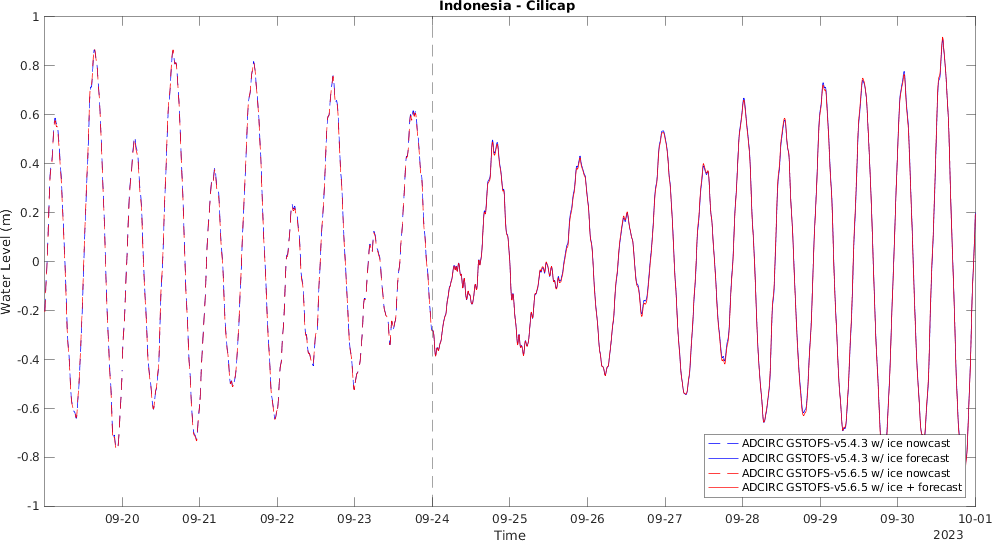 Indonesia - Cilicap
1
0.8
0.6
0.4
0.2
0
-0.2
-0.4
-0.6
-0.8
-1
Water Level (m)
ADCIRC GSTOFS-v5.4.3 w/ ice nowcast
ADCIRC GSTOFS-v5.4.3 w/ ice forecast
ADCIRC GSTOFS-v5.6.5 w/ ice nowcast
ADCIRC GSTOFS-v5.6.5 w/ ice + forecast
09-20 09-21 09-22 09-23 09-24 09-25 09-26 09-27 09-28 09-29 09-30 10-01
Time
2023